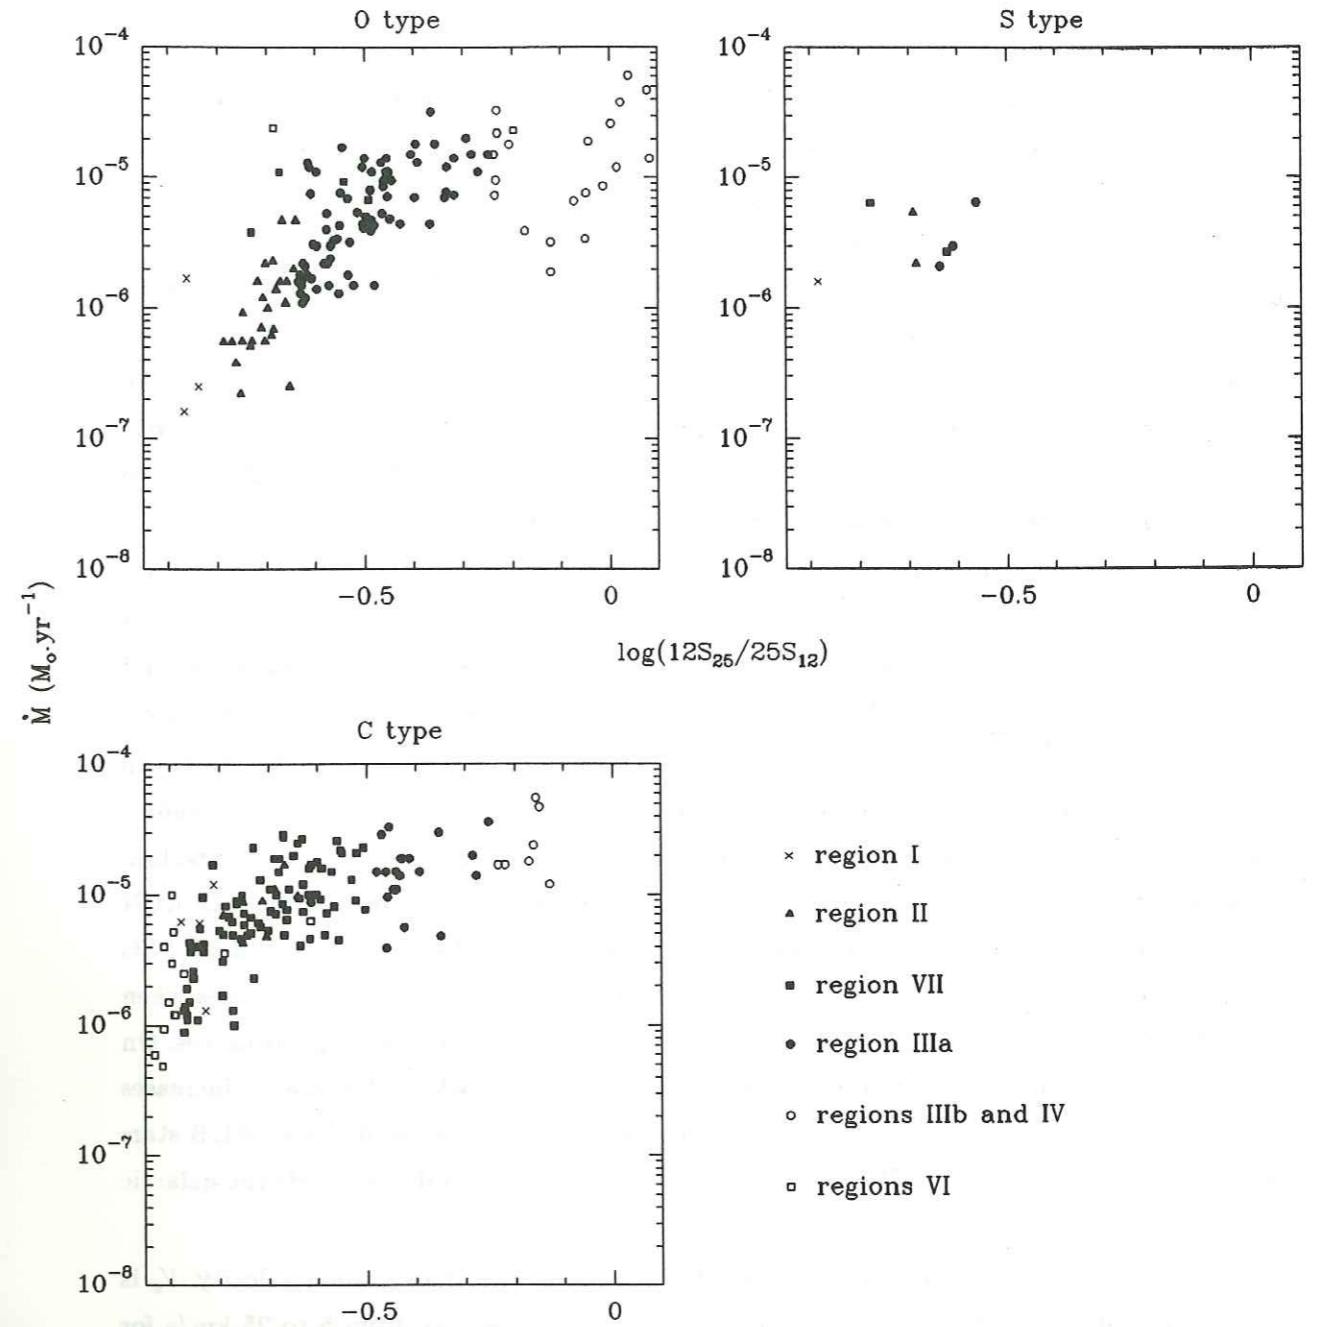 O type
S type
10⁻⁴
10⁻⁵
10⁻⁶
10⁻⁷
10⁻⁸
−0.5
0
10⁻⁴
10⁻⁵
10⁻⁶
10⁻⁷
10⁻⁸
−0.5
0
log(12S₂₅/25S₁₂)
Ṁ (M₀.yr⁻¹)
C type
10⁻⁴
10⁻⁵
10⁻⁶
10⁻⁷
10⁻⁸
−0.5
0
× region I
▲ region II
■ region VII
● region IIIa
○ regions IIIb and IV
□ regions VI